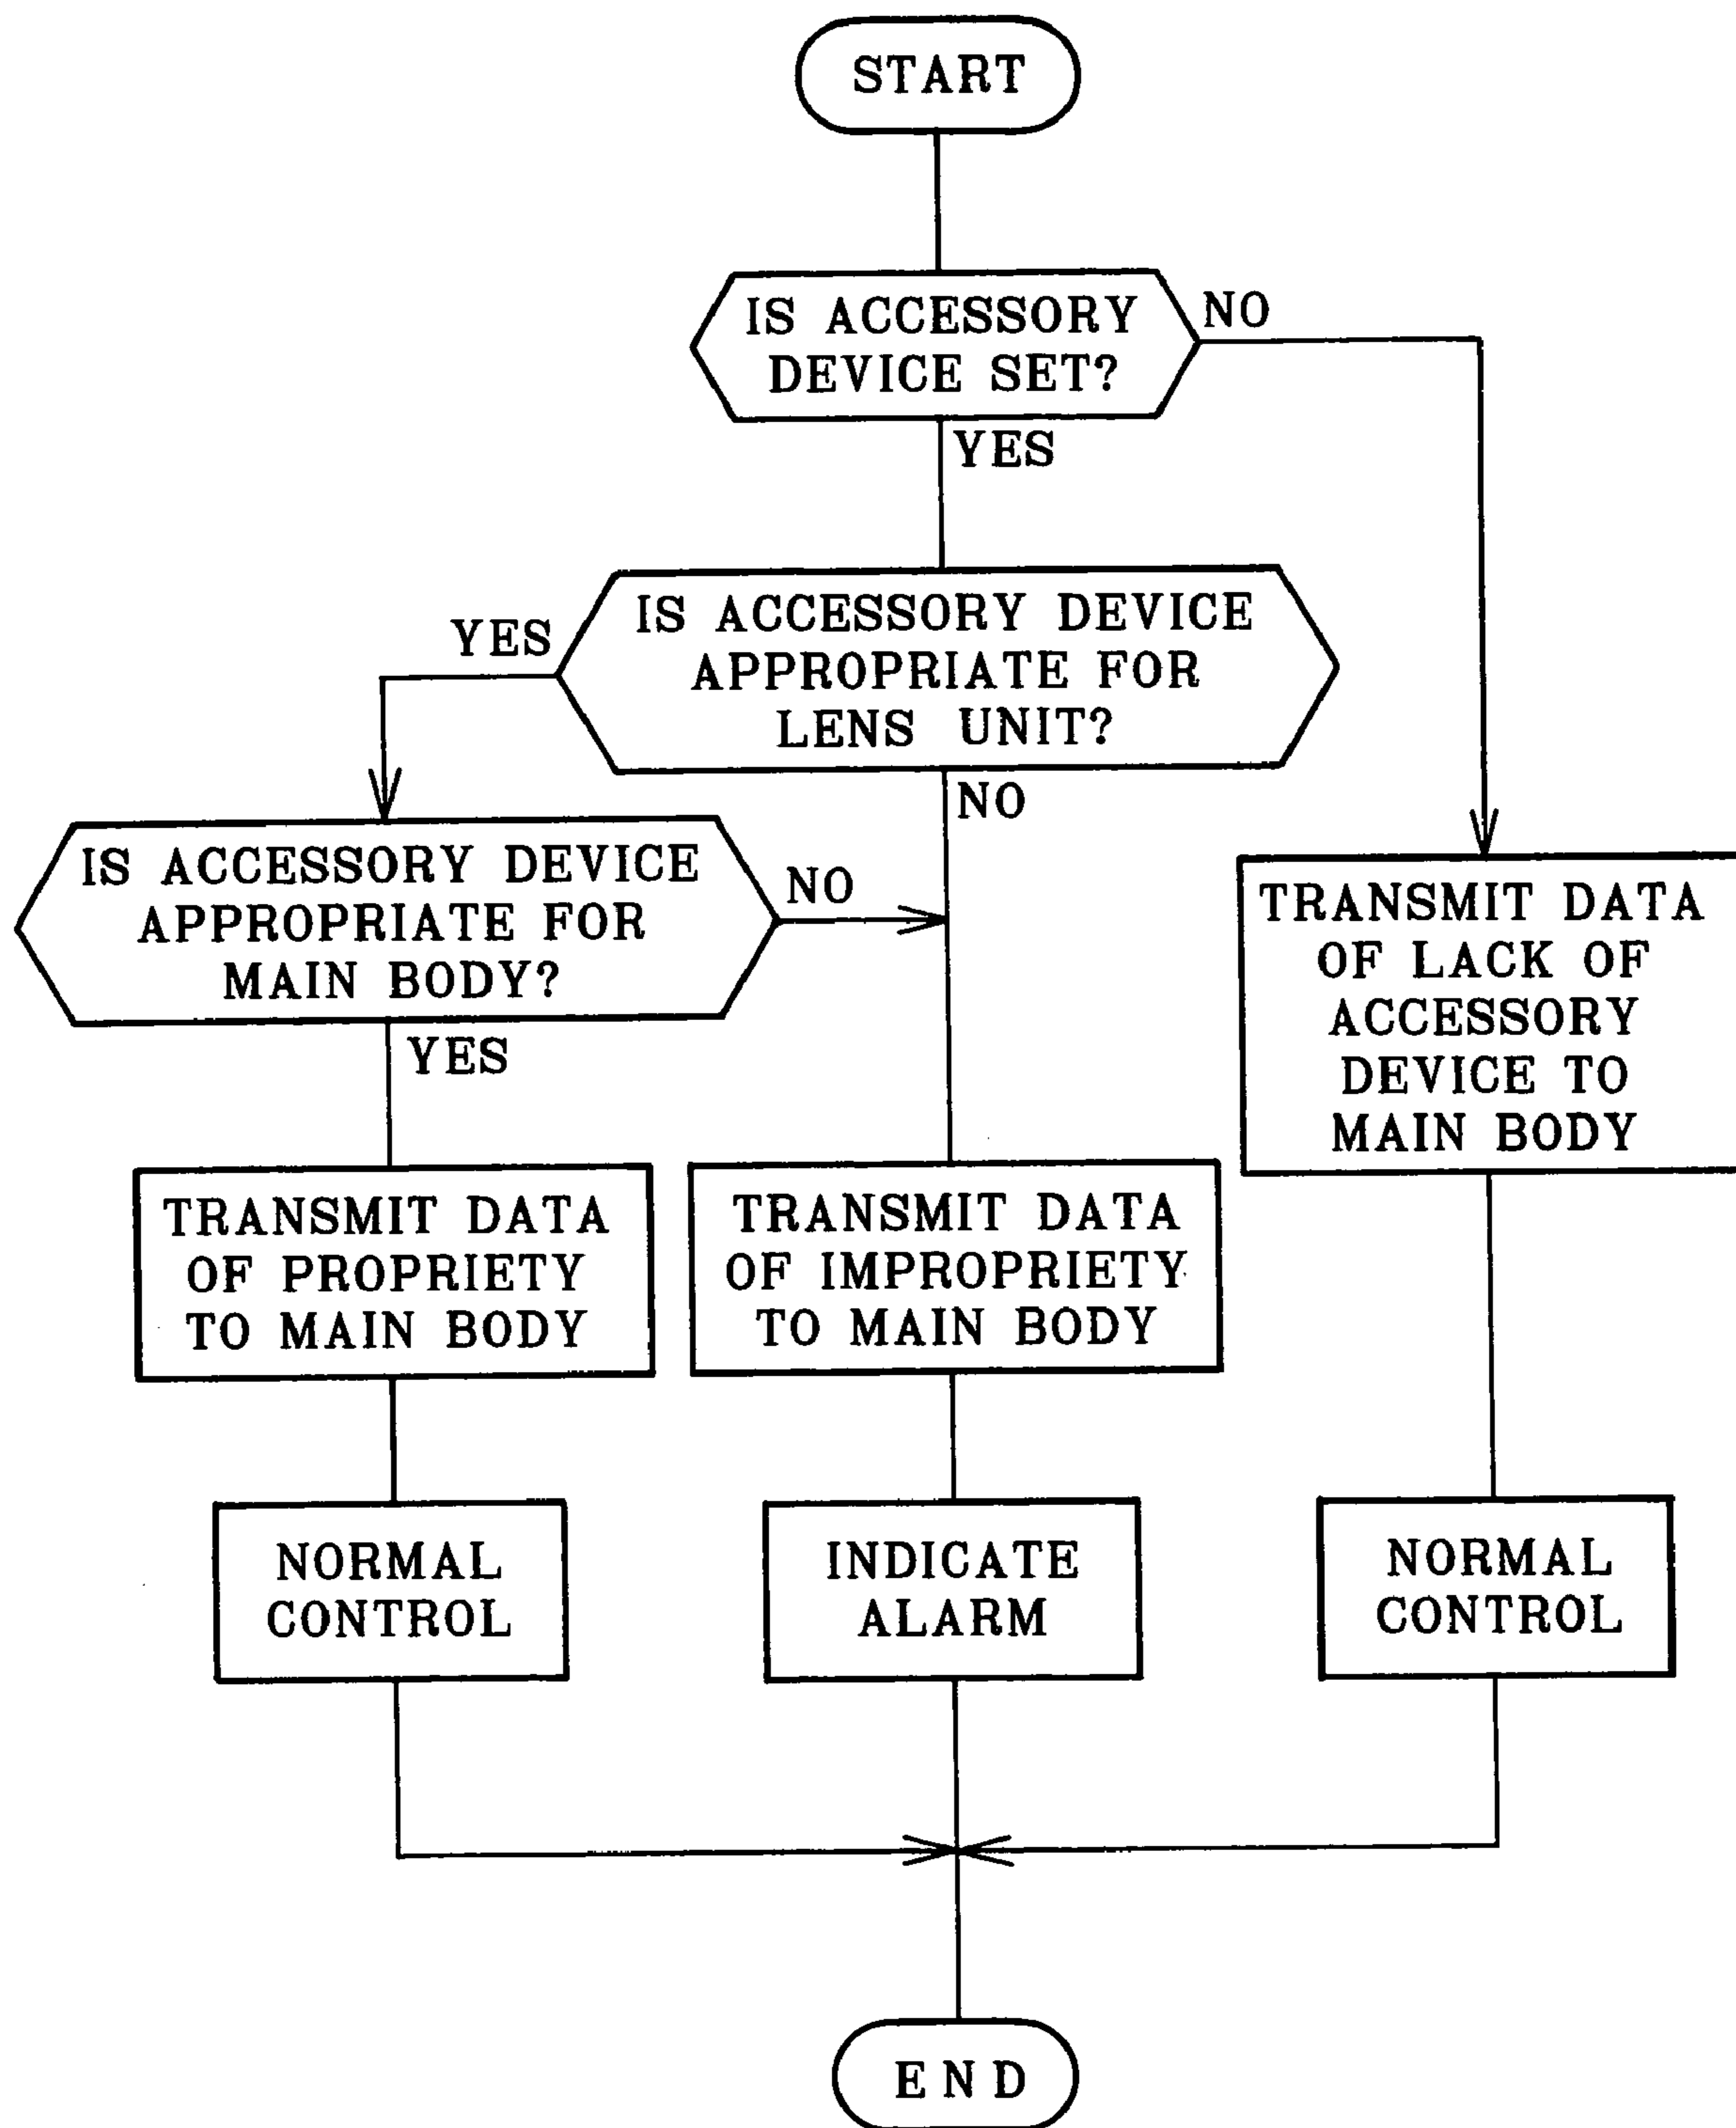 START
IS ACCESSORY
DEVICE SET?
NO
YES
IS ACCESSORY DEVICE
APPROPRIATE FOR
LENS UNIT?
YES
NO
IS ACCESSORY DEVICE
APPROPRIATE FOR
MAIN BODY?
NO
YES
TRANSMIT DATA
OF LACK OF
ACCESSORY
DEVICE TO
MAIN BODY
TRANSMIT DATA
OF PROPRIETY
TO MAIN BODY
TRANSMIT DATA
OF IMPROPRIETY
TO MAIN BODY
NORMAL
CONTROL
INDICATE
ALARM
NORMAL
CONTROL
END